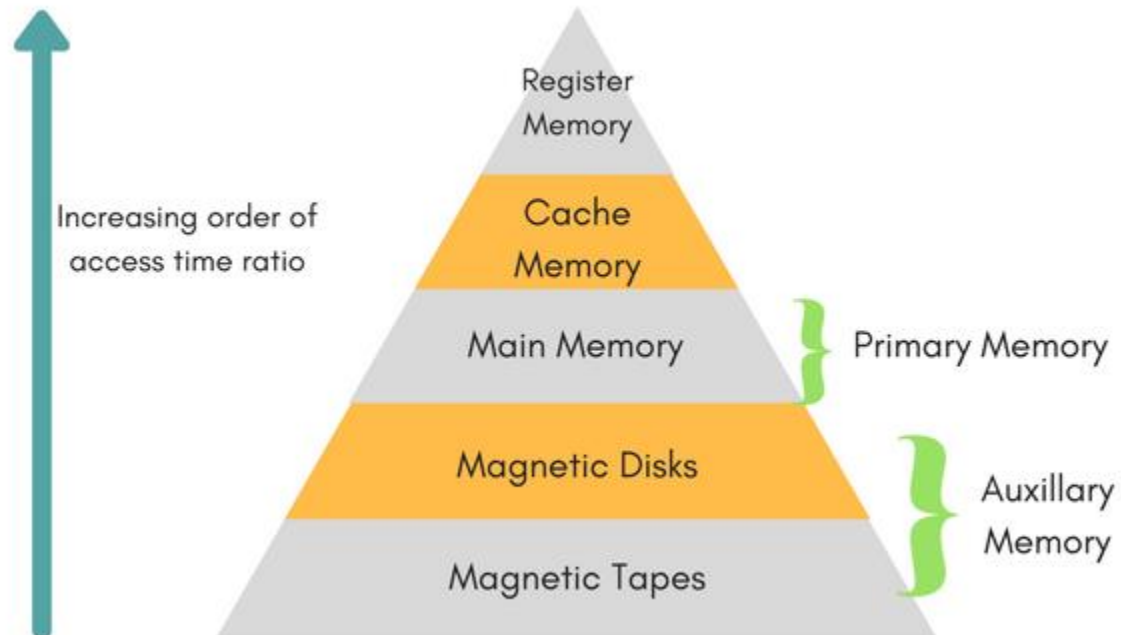 Register
Memory
Cache
Memory
Increasing order of
access time ratio
Main Memory
Primary Memory
Magnetic Disks
Auxillary
Memory
Magnetic Tapes